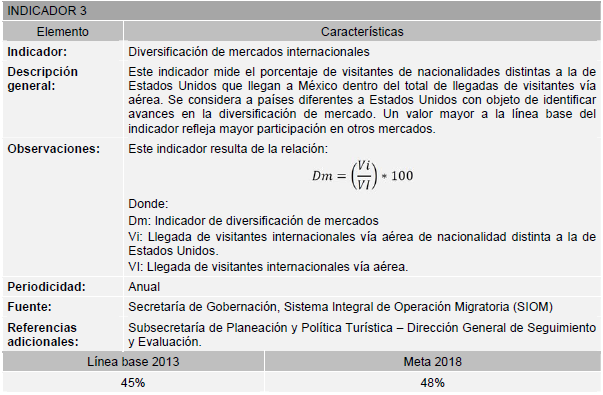 INDICADOR 3
Elemento Características
Indicador: Diversificación de mercados internacionales
Descripción general: Este indicador mide el porcentaje de visitantes de nacionalidades distintas a la de
Estados Unidos que llegan a México dentro del total de llegadas de visitantes vía
aérea. Se considera a países diferentes a Estados Unidos con objeto de identificar
avances en la diversificación de mercado. Un valor mayor a la línea base del
indicador refleja mayor participación en otros mercados.
Observaciones: Este indicador resulta de la relación:
Dm = (Vi/VI) * 100
Donde:
Dm: Indicador de diversificación de mercados
Vi: Llegada de visitantes internacionales vía aérea de nacionalidad distinta a la de
Estados Unidos.
VI: Llegada de visitantes internacionales vía aérea.
Periodicidad: Anual
Fuente: Secretaría de Gobernación, Sistema Integral de Operación Migratoria (SIOM)
Referencias adicionales: Subsecretaría de Planeación y Política Turística – Dirección General de Seguimiento
y Evaluación.
Línea base 2013 Meta 2018
45% 48%